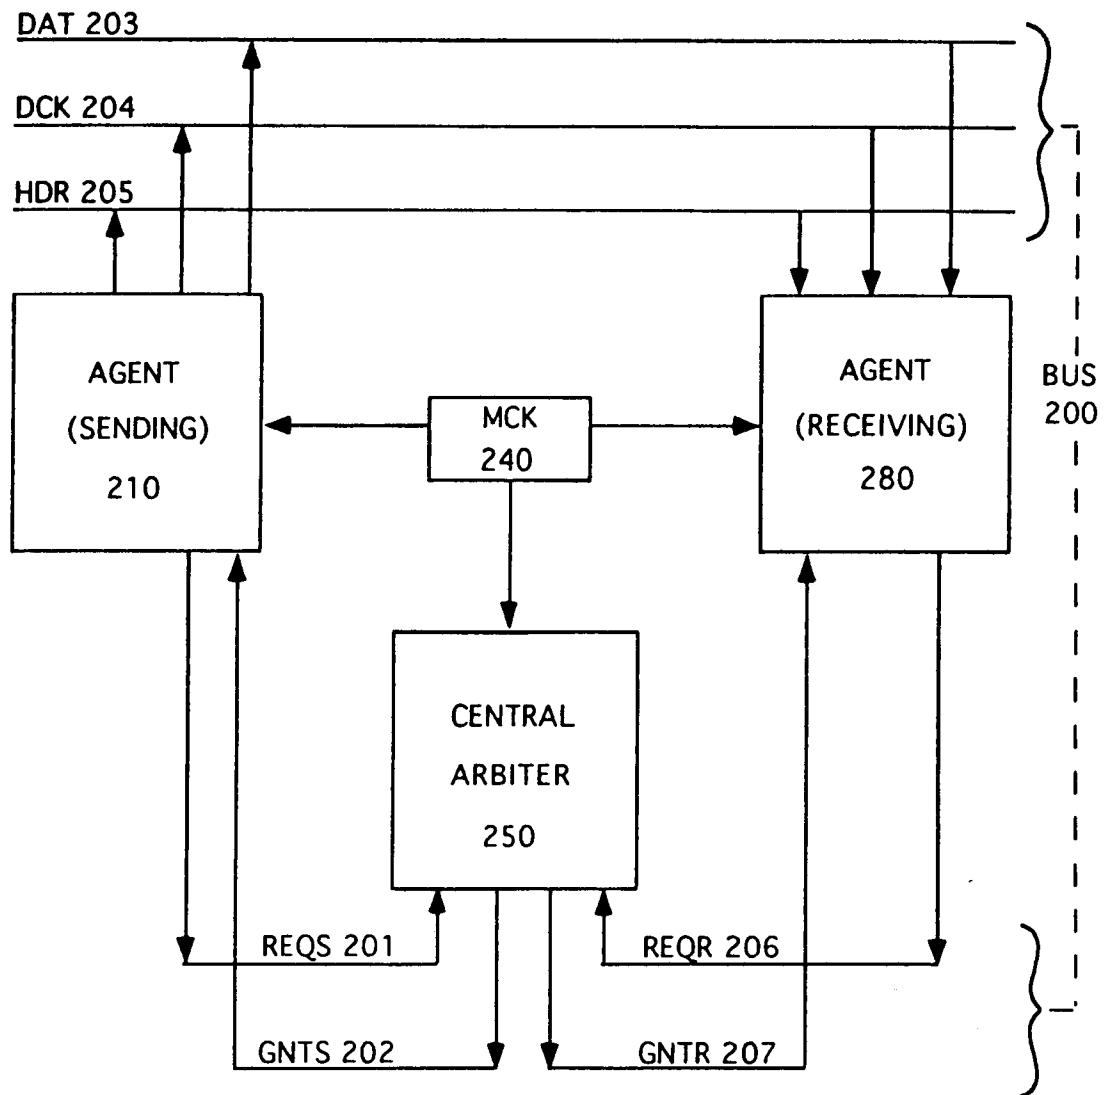 DAT 203
DCK 204
HDR 205
AGENT
(SENDING)
210
MCK
240
AGENT
(RECEIVING)
280
BUS
200
CENTRAL
ARBITER
250
REQS 201
REQR 206
GNTS 202
GNTR 207